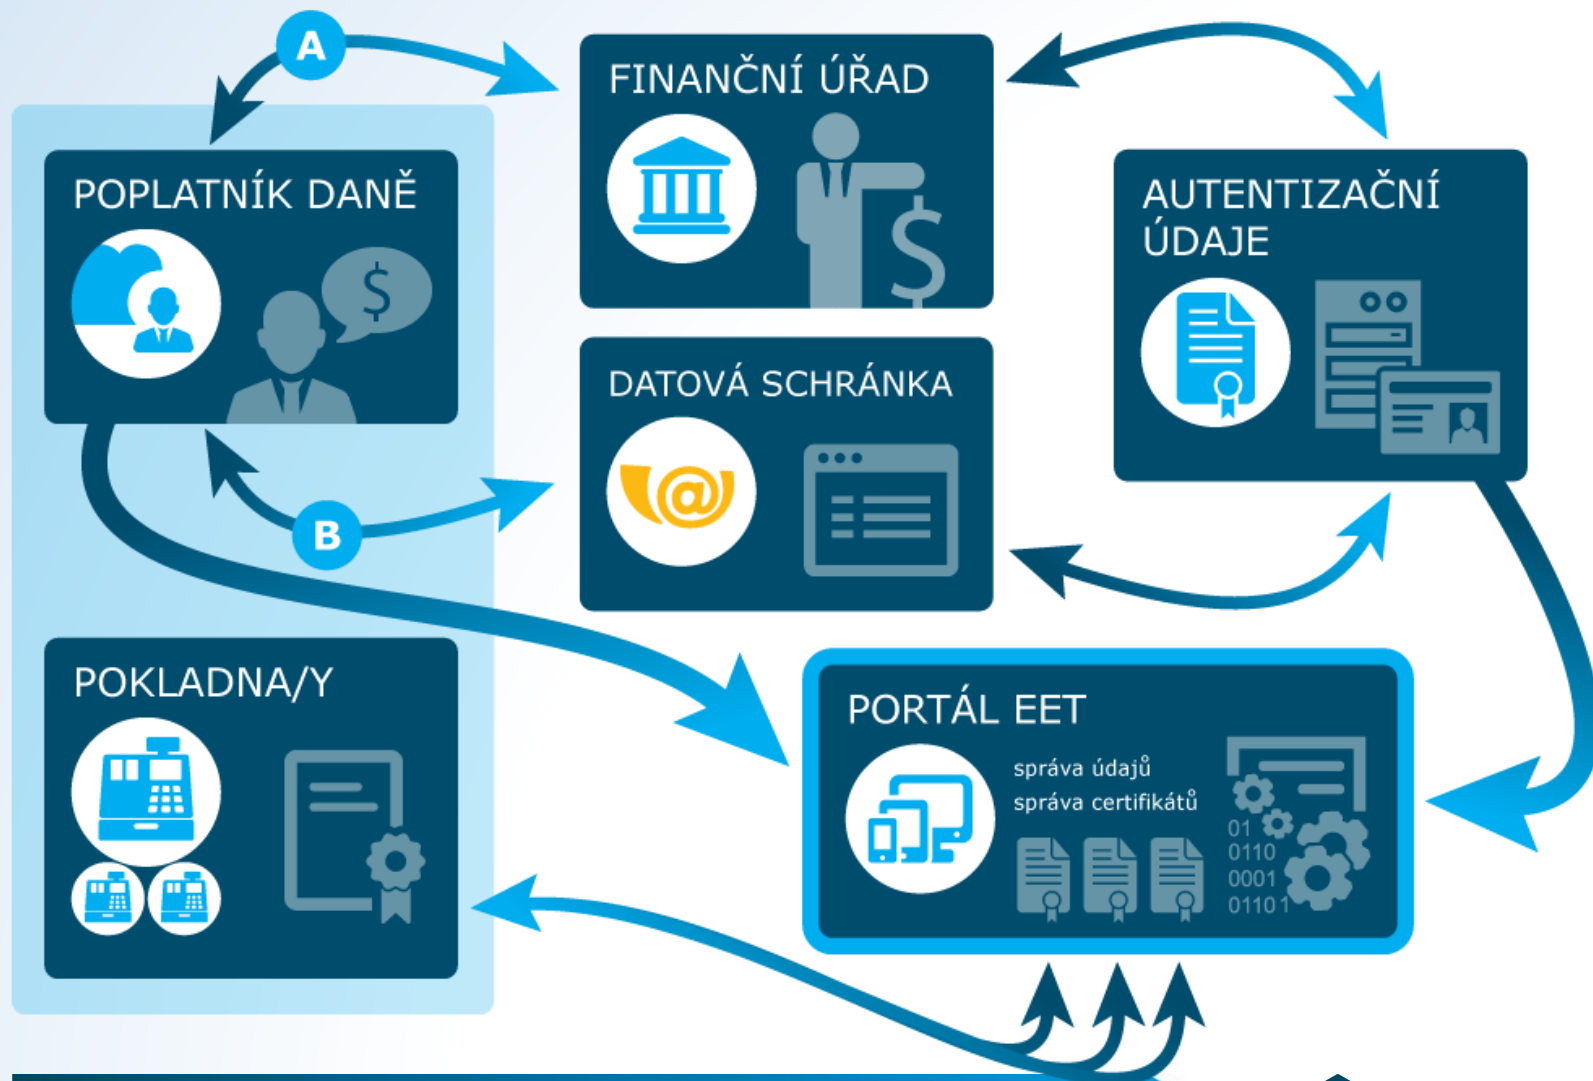 A
FINANČNÍ ÚŘAD
POPLATNÍK DANĚ
$
$
AUTENTIZAČNÍ
ÚDAJE
DATOVÁ SCHRÁNKA
@
B
POKLADNA/Y
PORTÁL EET
správa údajů
správa certifikátů
01
0110
0001
01101